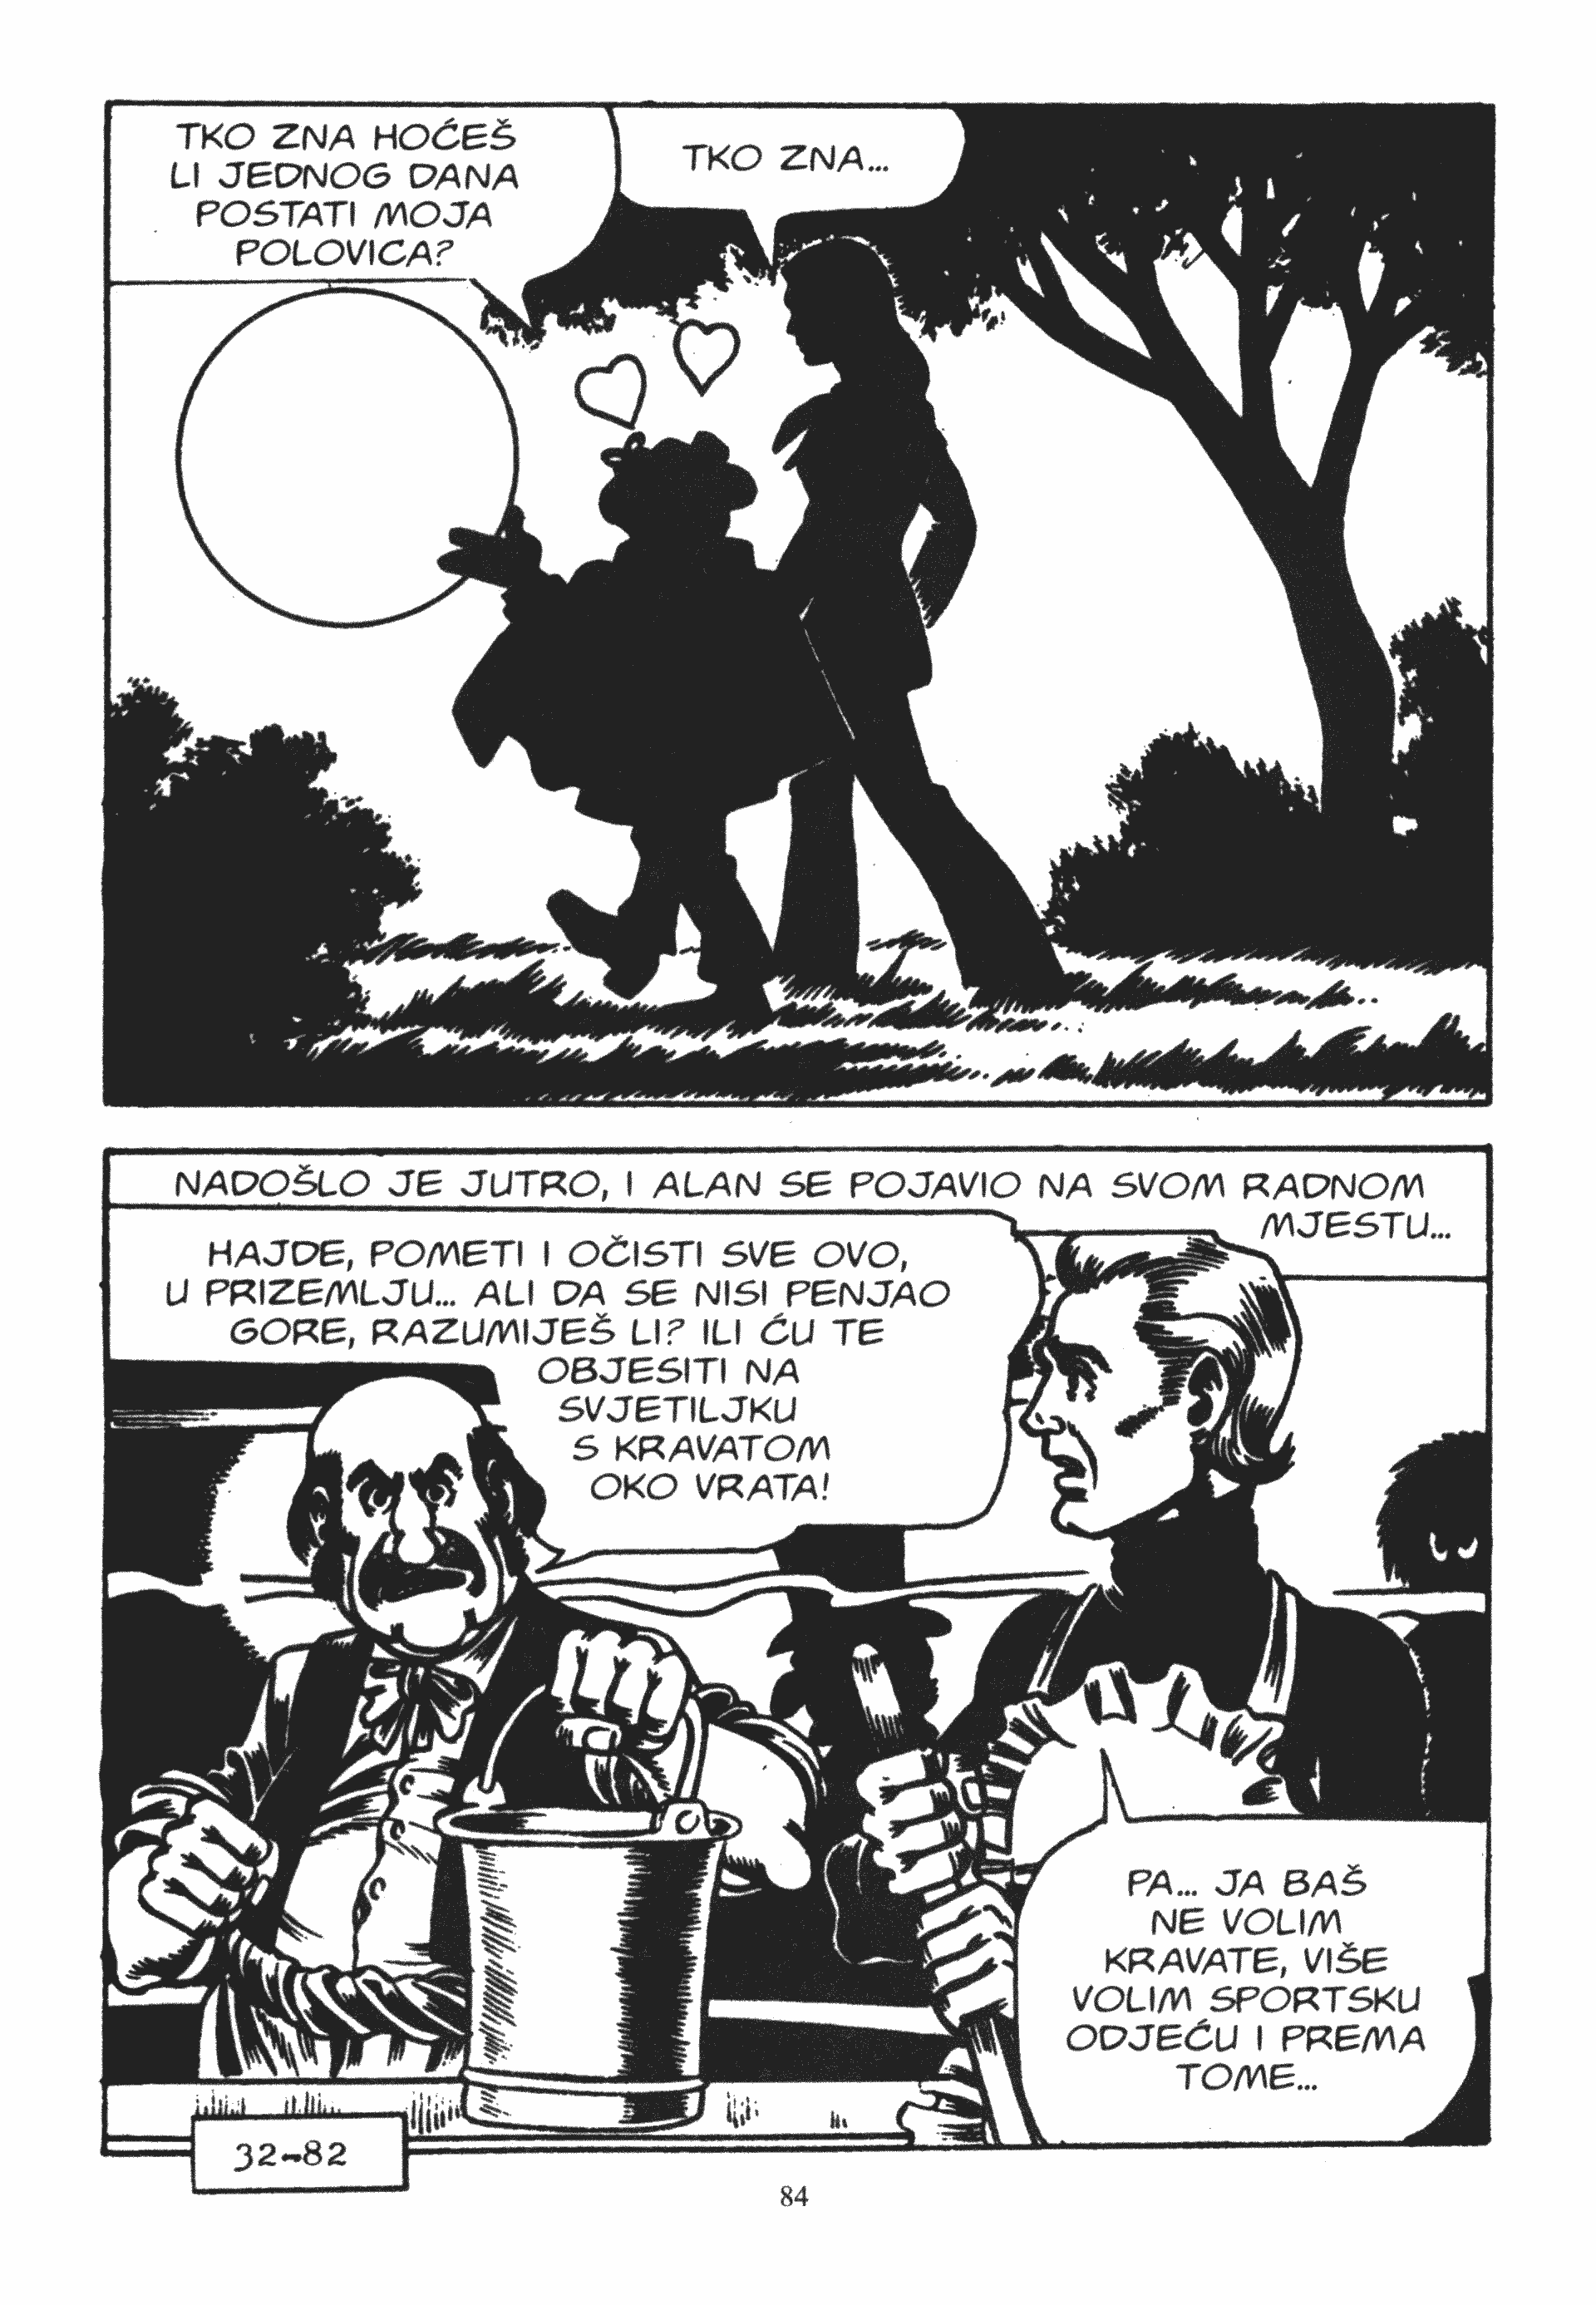 TKO ZNA HOĆEŠ
LI JEDNOG DANA
POSTATI MOJA
POLOVICA?
TKO ZNA...
NADOŠLO JE JUTRO, I ALAN SE POJAVIO NA SVOM RADNOM
MJESTU...
HAJDE, POMETI I OČISTI SVE OVO,
U PRIZEMLJU... ALI DA SE NISI PENJAO
GORE, RAZUMIJEŠ LI? ILI ĆU TE
OBJESITI NA
SVJETILJKU
S KRAVATOM
OKO VRATA!
PA... JA BAŠ
NE VOLIM
KRAVATE, VIŠE
VOLIM SPORTSKU
ODJEĆU I PREMA
TOME...
32-82
84